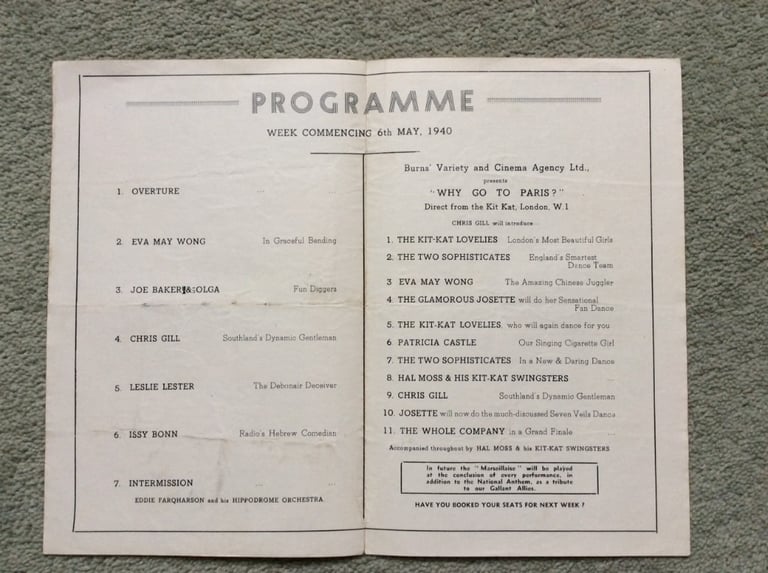 PROGRAMME
WEEK COMMENCING 6th MAY, 1940
1. OVERTURE ... ...
2. EVA MAY WONG In Graceful Bending
3. JOE BAKER & OLGA Fun Diggers
4. CHRIS GILL Southland's Dynamic Gentleman
5. LESLIE LESTER The Debonair Deceiver
6. ISSY BONN Radio's Hebrew Comedian
7. INTERMISSION ... ...
EDDIE FARQHARSON and his HIPPODROME ORCHESTRA
Burns' Variety and Cinema Agency Ltd.,
presents
"WHY GO TO PARIS?"
Direct from the Kit Kat, London, W.1
CHRIS GILL will introduce—
1. THE KIT-KAT LOVELIES London's Most Beautiful Girls
2. THE TWO SOPHISTICATES England's Smartest
Dance Team
3 EVA MAY WONG The Amazing Chinese Juggler
4. THE GLAMOROUS JOSETTE will do her Sensational
Fan Dance
5. THE KIT-KAT LOVELIES, who will again dance for you
6 PATRICIA CASTLE Our Singing Cigarette Girl
7. THE TWO SOPHISTICATES In a New & Daring Dance
8. HAL MOSS & HIS KIT-KAT SWINGSTERS ...
9. CHRIS GILL Southland's Dynamic Gentleman
10. JOSETTE will now do the much-discussed Seven Veils Dance
11. THE WHOLE COMPANY in a Grand Finale ...
Accompanied throughout by HAL MOSS & his KIT-KAT SWINGSTERS
In future the "Marseillaise" will be played
at the conclusion of every performance, in
addition to the National Anthem, as a tribute
to our Gallant Allies.
HAVE YOU BOOKED YOUR SEATS FOR NEXT WEEK?